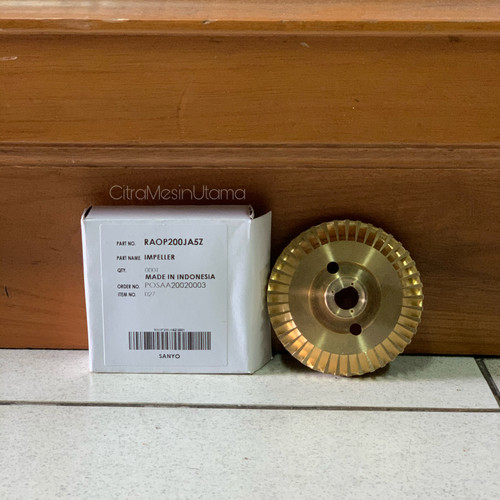 CitraMesinUtama
PART NO. RAOP200JA5Z
PART NAME. IMPELLER
QTY. 0001
MADE IN INDONESIA
ORDER NO. POSAA20020003
ITEM NO. 027
SANYO